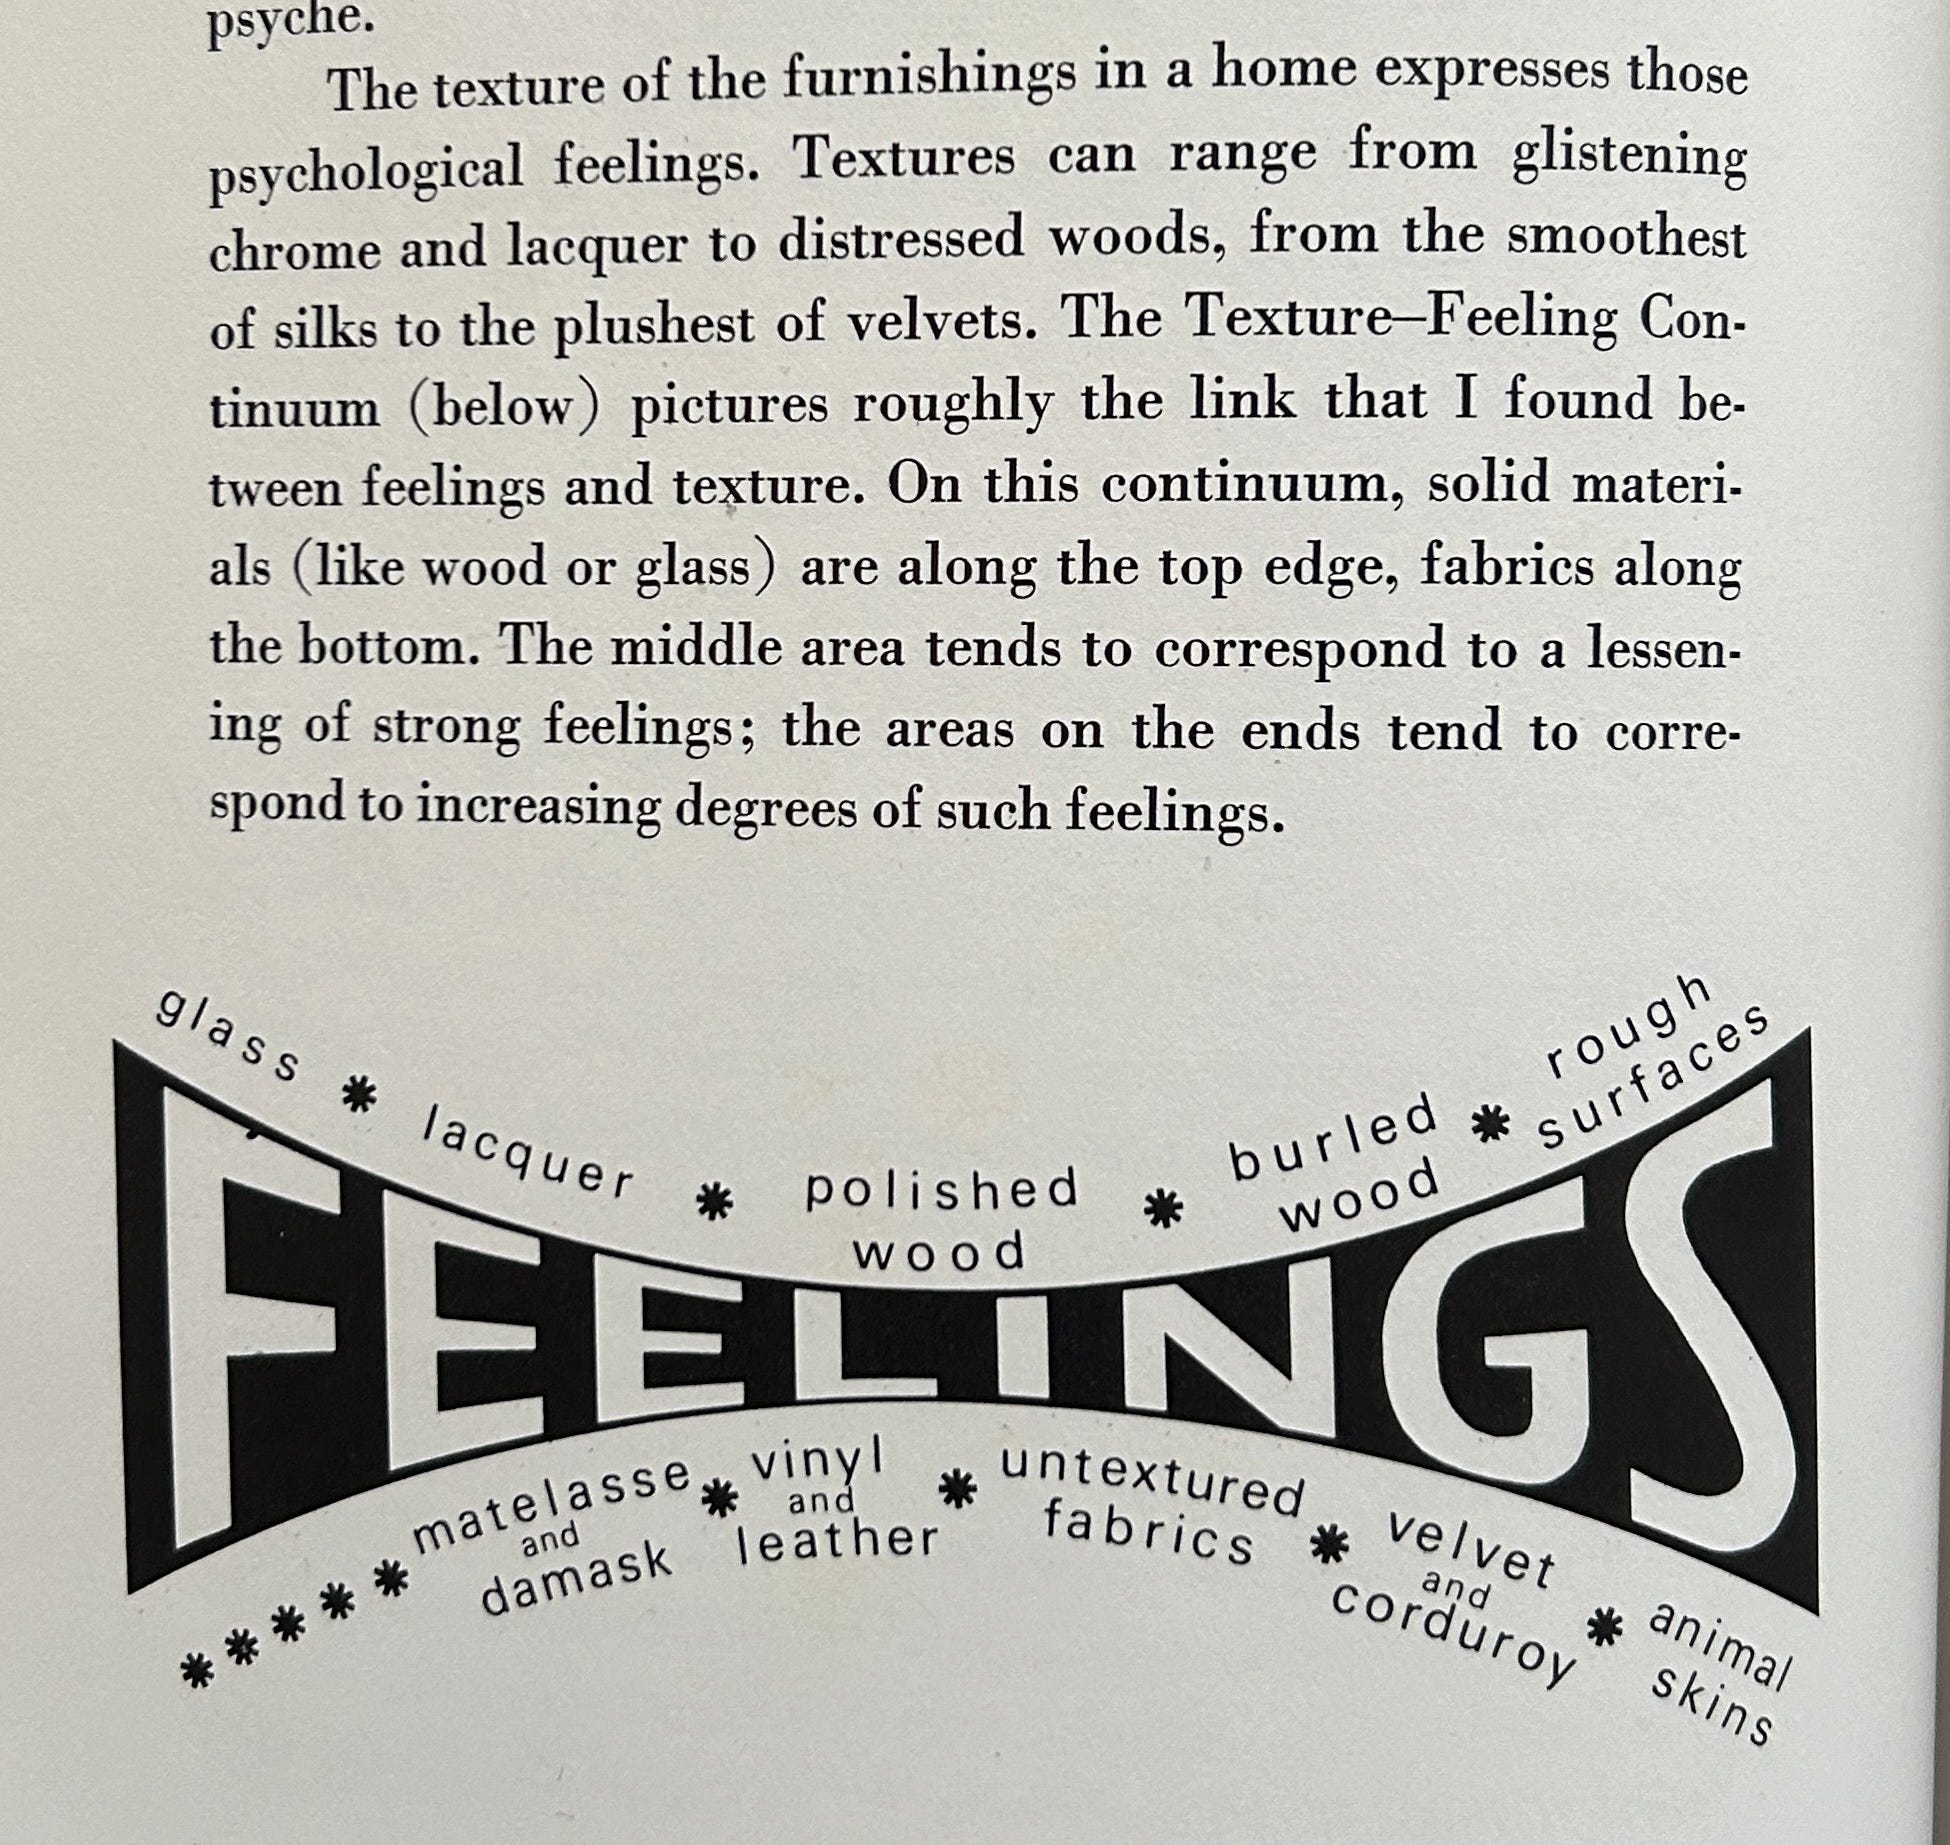 psyche.
The texture of the furnishings in a home expresses those
psychological feelings. Textures can range from glistening
chrome and lacquer to distressed woods, from the smoothest
of silks to the plushest of velvets. The Texture–Feeling Con-
tinuum (below) pictures roughly the link that I found be-
tween feelings and texture. On this continuum, solid materi-
als (like wood or glass) are along the top edge, fabrics along
the bottom. The middle area tends to correspond to a lessen-
ing of strong feelings; the areas on the ends tend to corre-
spond to increasing degrees of such feelings.
glass * lacquer * polished
wood * burled
wood * rough
surfaces
FEELINGS
* * * * * matelasse
and
damask * vinyl
and
leather * untextured
fabrics * velvet
and
corduroy * animal
skins